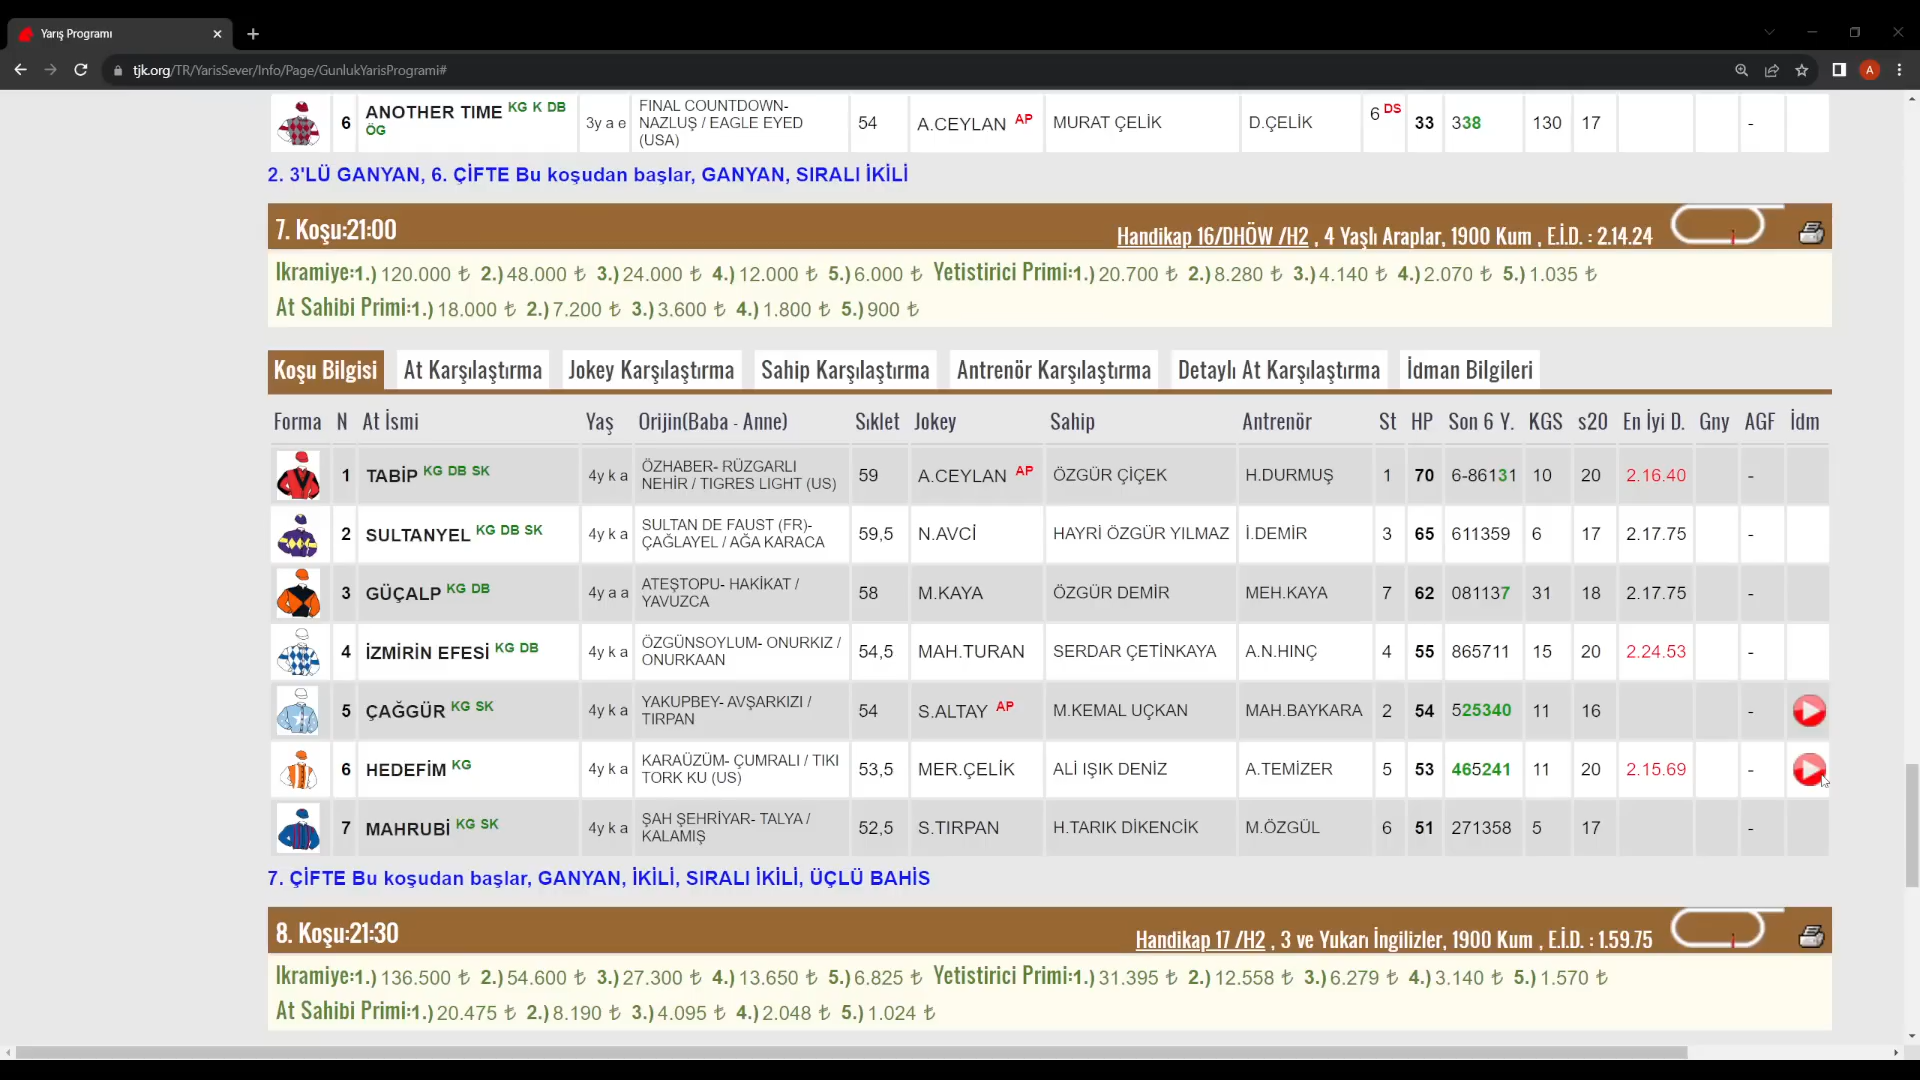 Yarış Programı
tjk.org/TR/YarisSever/Info/Page/GunlukYarisProgrami#
A
6 ANOTHER TIME KG K DB ÖG 3y a e FINAL COUNTDOWN- NAZLUŞ / EAGLE EYED (USA) 54 A.CEYLAN AP MURAT ÇELİK D.ÇELİK 6 DS 33 338 130 17 -
2. 3'LÜ GANYAN, 6. ÇİFTE Bu koşudan başlar, GANYAN, SIRALI İKİLİ
7. Koşu:21:00 Handikap 16/DHÖW /H2 , 4 Yaşlı Araplar, 1900 Kum , E.İ.D. : 2.14.24
Ikramiye:1.) 120.000 ₺ 2.) 48.000 ₺ 3.) 24.000 ₺ 4.) 12.000 ₺ 5.) 6.000 ₺ Yetistirici Primi:1.) 20.700 ₺ 2.) 8.280 ₺ 3.) 4.140 ₺ 4.) 2.070 ₺ 5.) 1.035 ₺
At Sahibi Primi:1.) 18.000 ₺ 2.) 7.200 ₺ 3.) 3.600 ₺ 4.) 1.800 ₺ 5.) 900 ₺
Koşu Bilgisi At Karşılaştırma Jokey Karşılaştırma Sahip Karşılaştırma Antrenör Karşılaştırma Detaylı At Karşılaştırma İdman Bilgileri
Forma N At İsmi Yaş Orijin(Baba - Anne) Sıklet Jokey Sahip Antrenör St HP Son 6 Y. KGS s20 En İyi D. Gny AGF İdm
1 TABİP KG DB SK 4y k a ÖZHABER- RÜZGARLI NEHİR / TIGRES LIGHT (US) 59 A.CEYLAN AP ÖZGÜR ÇİÇEK H.DURMUŞ 1 70 6-86131 10 20 2.16.40 -
2 SULTANYEL KG DB SK 4y k a SULTAN DE FAUST (FR)- ÇAĞLAYEL / AĞA KARACA 59,5 N.AVCİ HAYRİ ÖZGÜR YILMAZ İ.DEMİR 3 65 611359 6 17 2.17.75 -
3 GÜÇALP KG DB 4y a a ATEŞTOPU- HAKİKAT / YAVUZCA 58 M.KAYA ÖZGÜR DEMİR MEH.KAYA 7 62 081137 31 18 2.17.75 -
4 İZMİRİN EFESİ KG DB 4y k a ÖZGÜNSOYLUM- ONURKIZ / ONURKAAN 54,5 MAH.TURAN SERDAR ÇETİNKAYA A.N.HINÇ 4 55 865711 15 20 2.24.53 -
5 ÇAĞGÜR KG SK 4y k a YAKUPBEY- AVŞARKIZI / TIRPAN 54 S.ALTAY AP M.KEMAL UÇKAN MAH.BAYKARA 2 54 525340 11 16 -
6 HEDEFİM KG 4y k a KARAÜZÜM- ÇUMRALI / TIKI TORK KU (US) 53,5 MER.ÇELİK ALİ IŞIK DENİZ A.TEMİZER 5 53 465241 11 20 2.15.69 -
7 MAHRUBİ KG SK 4y k a ŞAH ŞEHRİYAR- TALYA / KALAMIŞ 52,5 S.TIRPAN H.TARIK DİKENCİK M.ÖZGÜL 6 51 271358 5 17 -
7. ÇİFTE Bu koşudan başlar, GANYAN, İKİLİ, SIRALI İKİLİ, ÜÇLÜ BAHİS
8. Koşu:21:30 Handikap 17 /H2 , 3 ve Yukarı İngilizler, 1900 Kum , E.İ.D. : 1.59.75
Ikramiye:1.) 136.500 ₺ 2.) 54.600 ₺ 3.) 27.300 ₺ 4.) 13.650 ₺ 5.) 6.825 ₺ Yetistirici Primi:1.) 31.395 ₺ 2.) 12.558 ₺ 3.) 6.279 ₺ 4.) 3.140 ₺ 5.) 1.570 ₺
At Sahibi Primi:1.) 20.475 ₺ 2.) 8.190 ₺ 3.) 4.095 ₺ 4.) 2.048 ₺ 5.) 1.024 ₺